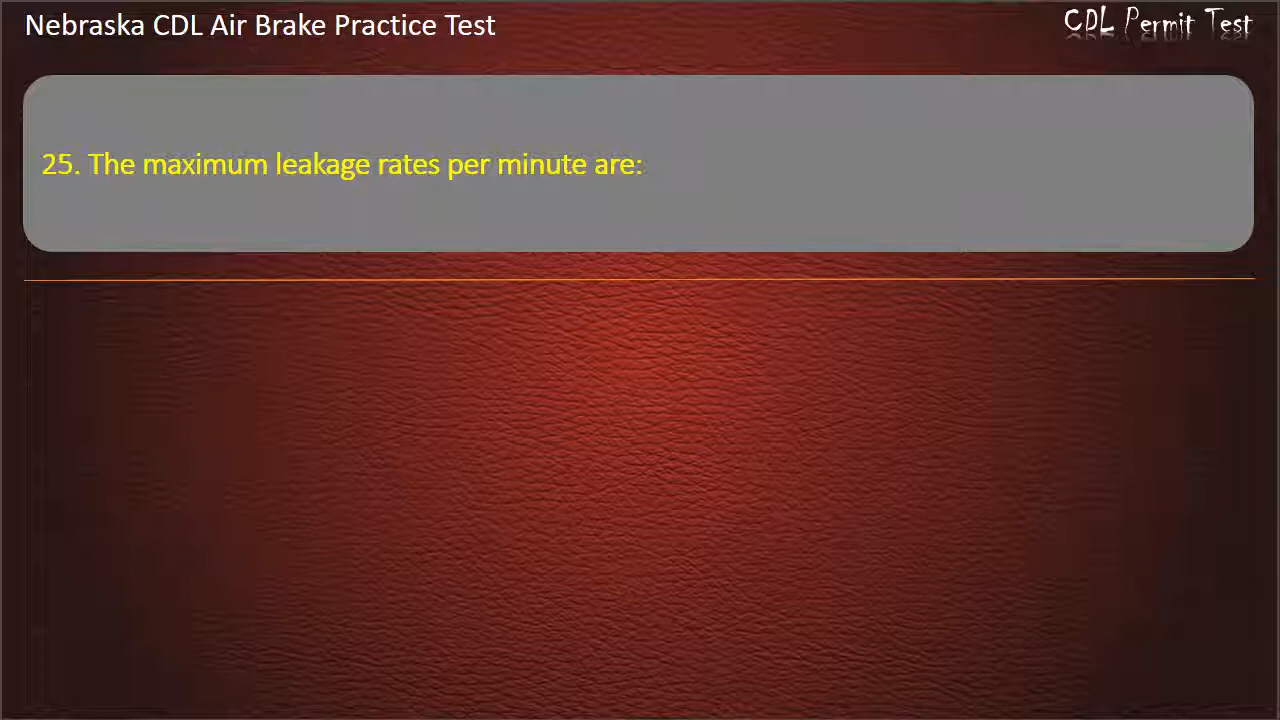 Nebraska CDL Air Brake Practice Test
CDL Permit Test
25. The maximum leakage rates per minute are: